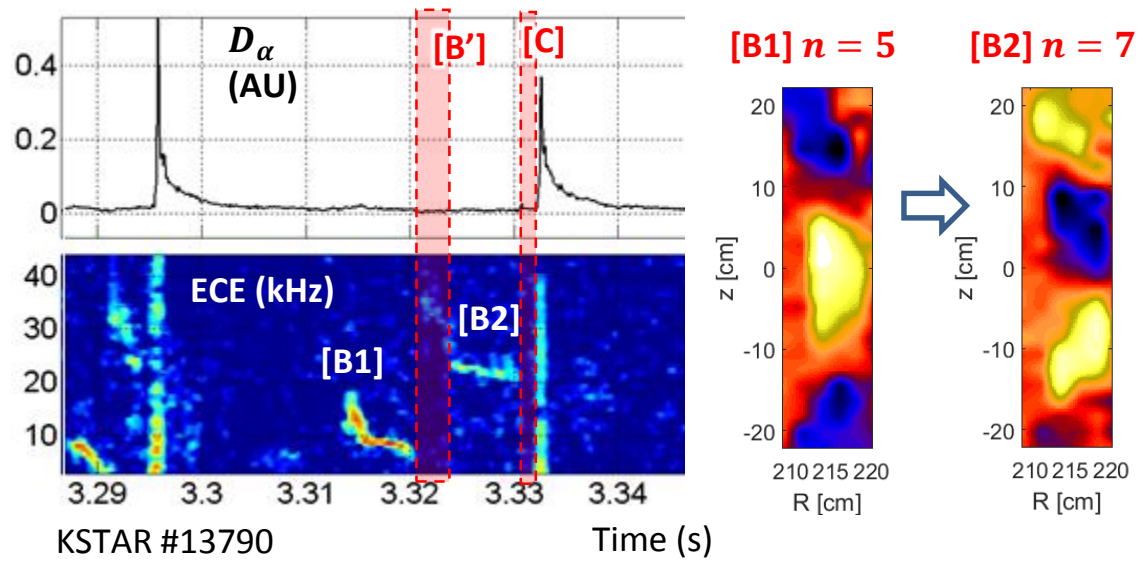 D_α
(AU)
[B’]
[C]
0.4
0.2
0
ECE (kHz)
40
30
20
10
[B1]
[B2]
3.29 3.3 3.31 3.32 3.33 3.34
KSTAR #13790
Time (s)
[B1] n = 5
20
10
0
-10
-20
z [cm]
210 215 220
R [cm]
[B2] n = 7
20
10
0
-10
-20
z [cm]
210 215 220
R [cm]